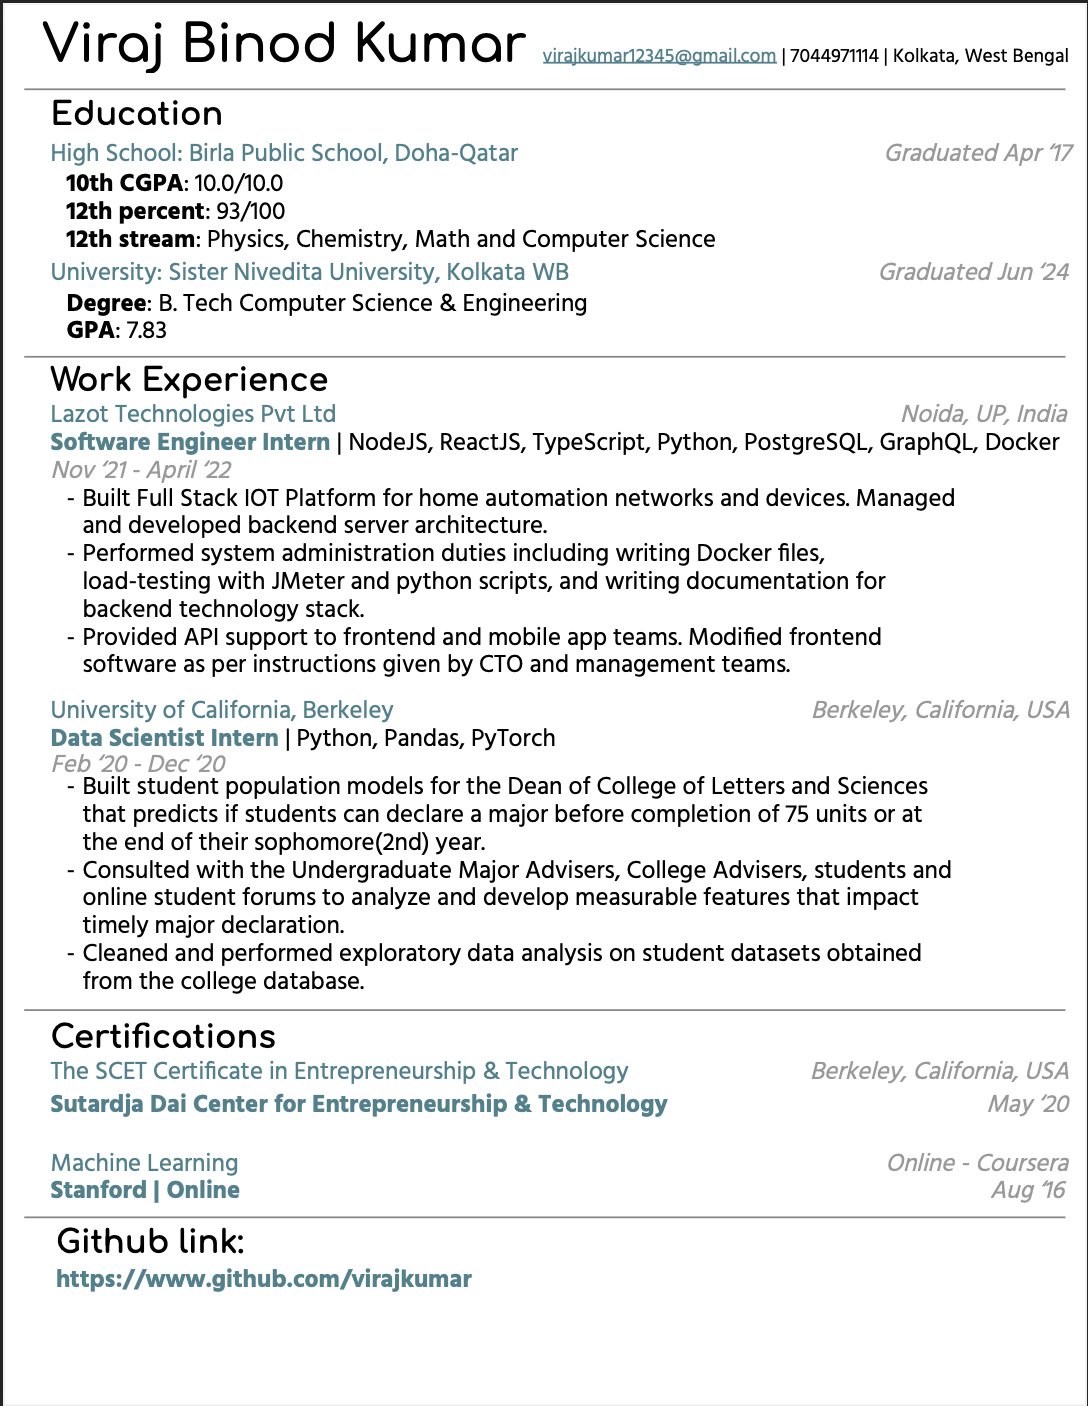 Viraj Binod Kumar virajkumar12345@gmail.com | 7044971114 | Kolkata, West Bengal
Education
High School: Birla Public School, Doha-Qatar Graduated Apr ‘17
10th CGPA: 10.0/10.0
12th percent: 93/100
12th stream: Physics, Chemistry, Math and Computer Science
University: Sister Nivedita University, Kolkata WB Graduated Jun ‘24
Degree: B. Tech Computer Science & Engineering
GPA: 7.83
Work Experience
Lazot Technologies Pvt Ltd Noida, UP, India
Software Engineer Intern | NodeJS, ReactJS, TypeScript, Python, PostgreSQL, GraphQL, Docker
Nov ‘21 - April ‘22
- Built Full Stack IOT Platform for home automation networks and devices. Managed
and developed backend server architecture.
- Performed system administration duties including writing Docker files,
load-testing with JMeter and python scripts, and writing documentation for
backend technology stack.
- Provided API support to frontend and mobile app teams. Modified frontend
software as per instructions given by CTO and management teams.
University of California, Berkeley Berkeley, California, USA
Data Scientist Intern | Python, Pandas, PyTorch
Feb ‘20 - Dec ‘20
- Built student population models for the Dean of College of Letters and Sciences
that predicts if students can declare a major before completion of 75 units or at
the end of their sophomore(2nd) year.
- Consulted with the Undergraduate Major Advisers, College Advisers, students and
online student forums to analyze and develop measurable features that impact
timely major declaration.
- Cleaned and performed exploratory data analysis on student datasets obtained
from the college database.
Certifications
The SCET Certificate in Entrepreneurship & Technology Berkeley, California, USA
Sutardja Dai Center for Entrepreneurship & Technology May ‘20
Machine Learning Online - Coursera
Stanford | Online Aug ‘16
Github link:
https://www.github.com/virajkumar